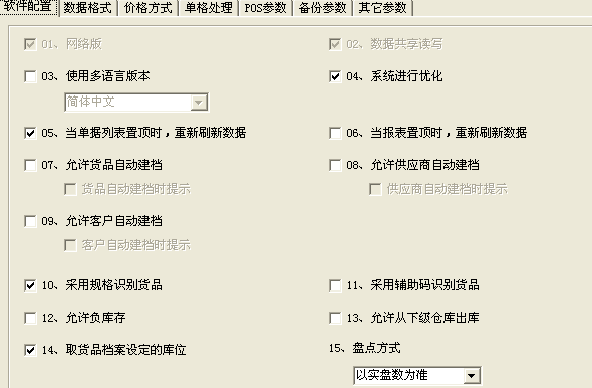 软件配置 数据格式 价格方式 单格处理 POS参数 备份参数 其它参数
01、网络版 02、数据共享读写
03、使用多语言版本 04、系统进行忧化
简体中文
05、当单据列表置顶时，重新刷新数据 06、当报表置顶时、重新刷新数据
07、允许货品自动建档 08、允许供应商自动建档
货品自动建档时提示 供应商自动建档时提示
09、允许客户自动建档
客户自动建档时提示
10、采用规格识别货品 11、采用辅助码识别货品
12、允许负库存 13、允许从下级仓库出库
14、取货品档案设定的库位 15、盘点方式
以实盘数为准